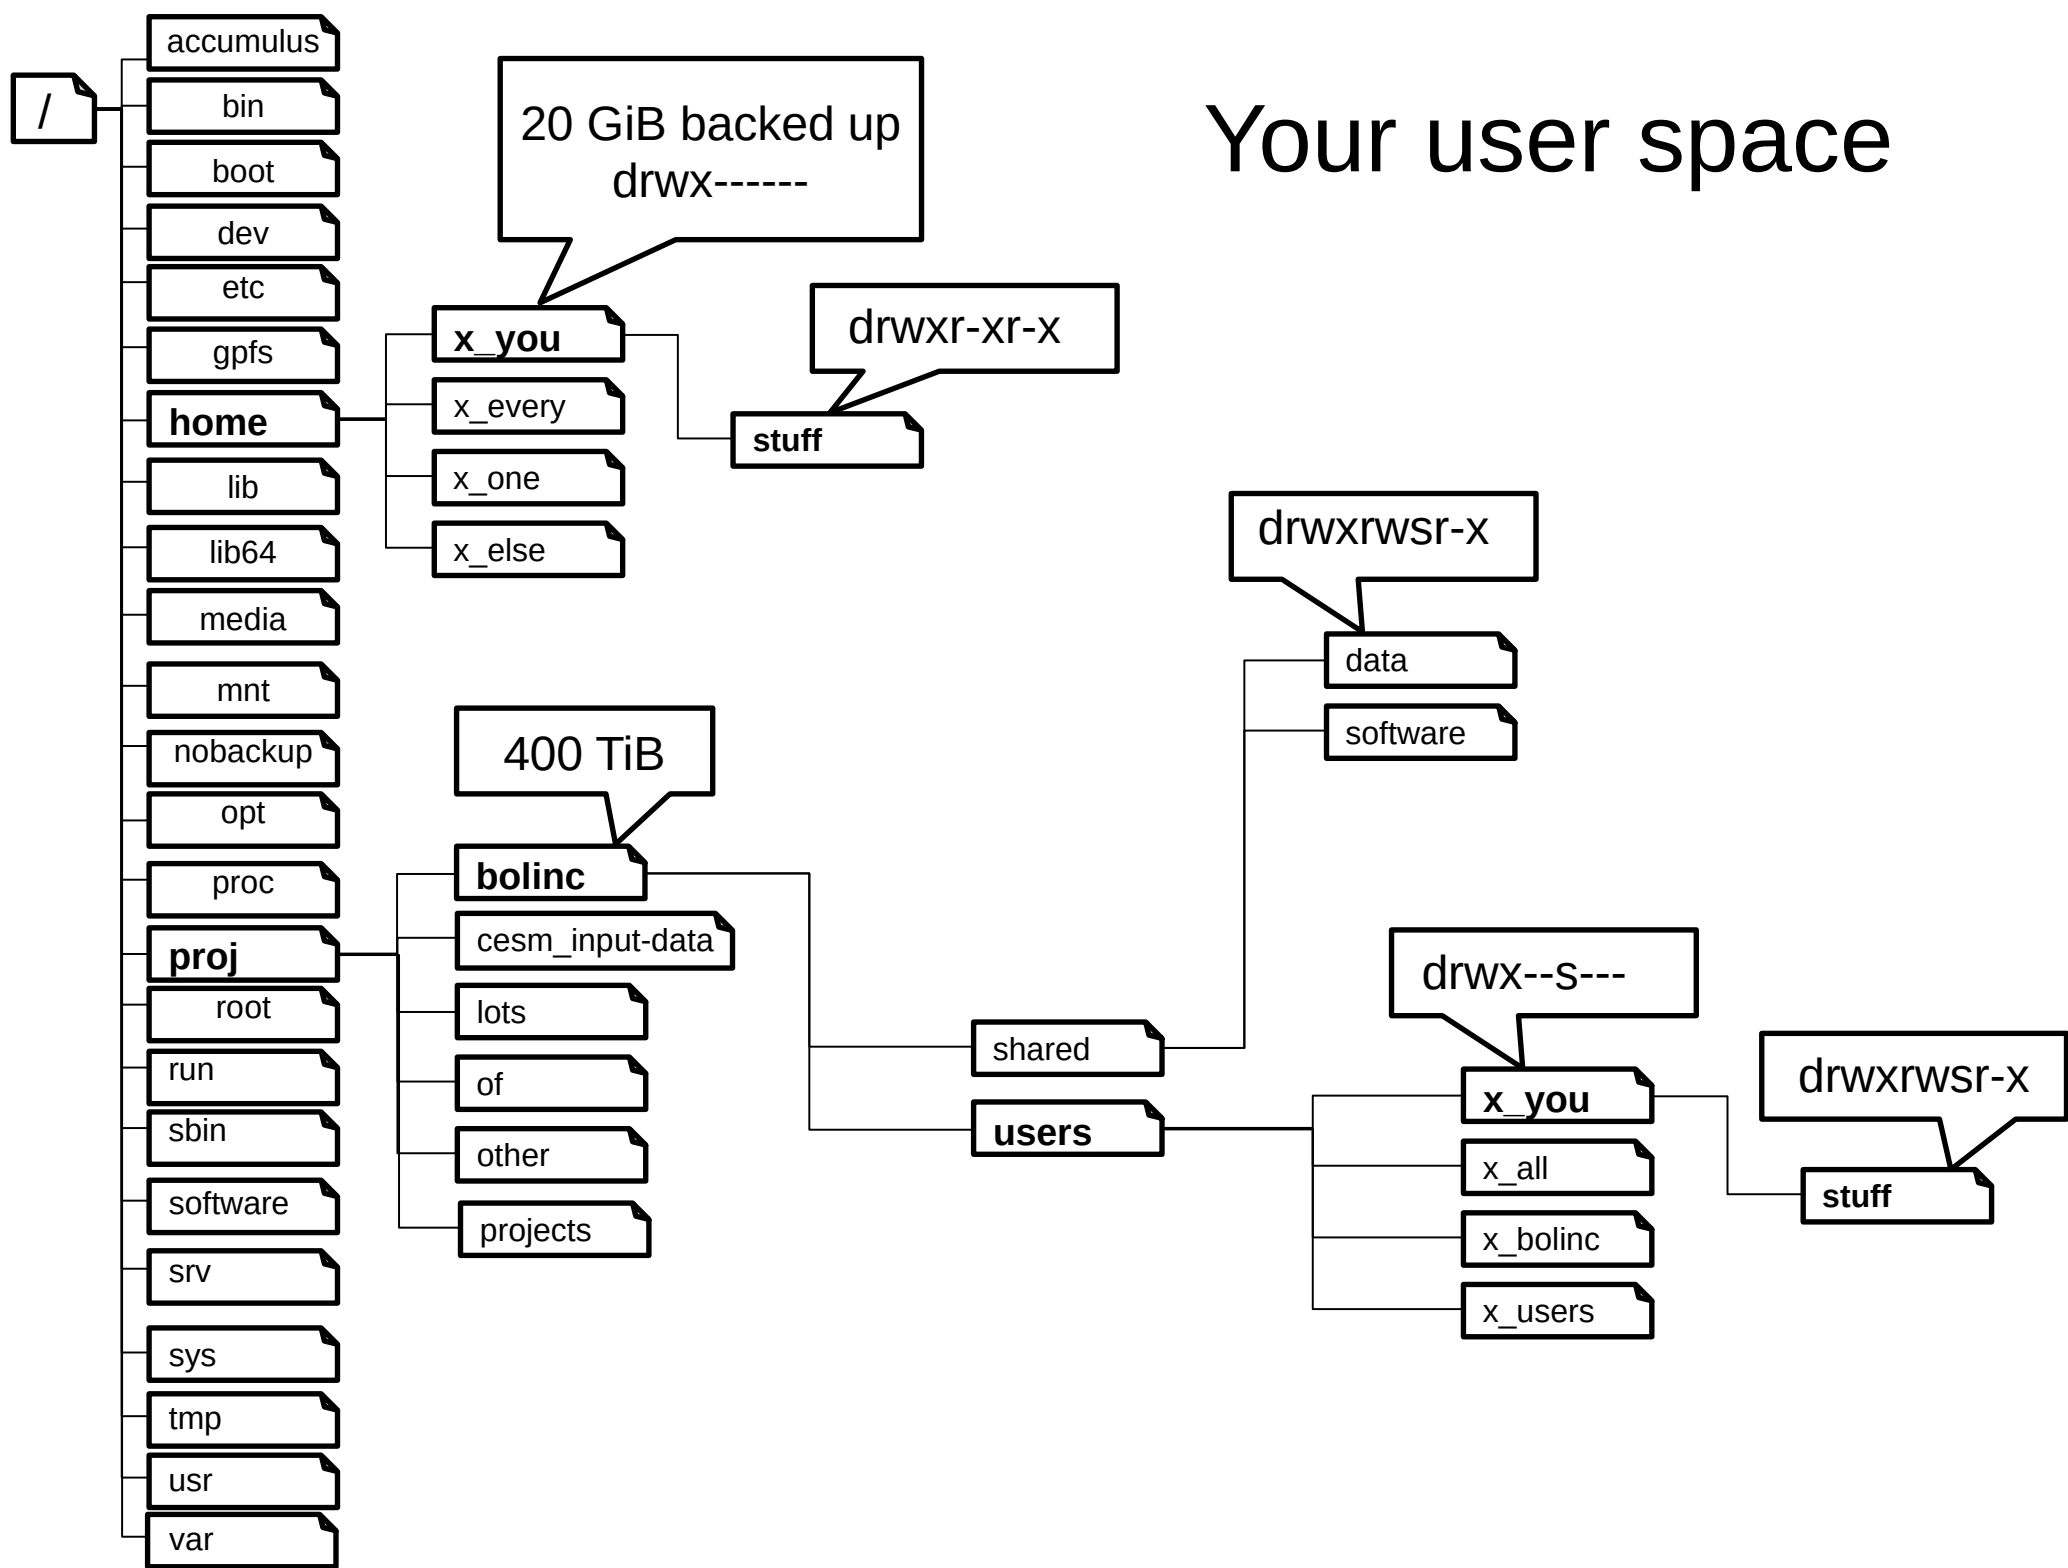 Your user space
/
accumulus
bin
boot
dev
etc
gpfs
home
lib
lib64
media
mnt
nobackup
opt
proc
proj
root
run
sbin
software
srv
sys
tmp
usr
var
20 GiB backed up
drwx------
x_you
x_every
x_one
x_else
drwxr-xr-x
stuff
400 TiB
bolinc
cesm_input-data
lots
of
other
projects
shared
users
drwxrwsr-x
data
software
drwx--s---
x_you
x_all
x_bolinc
x_users
drwxrwsr-x
stuff